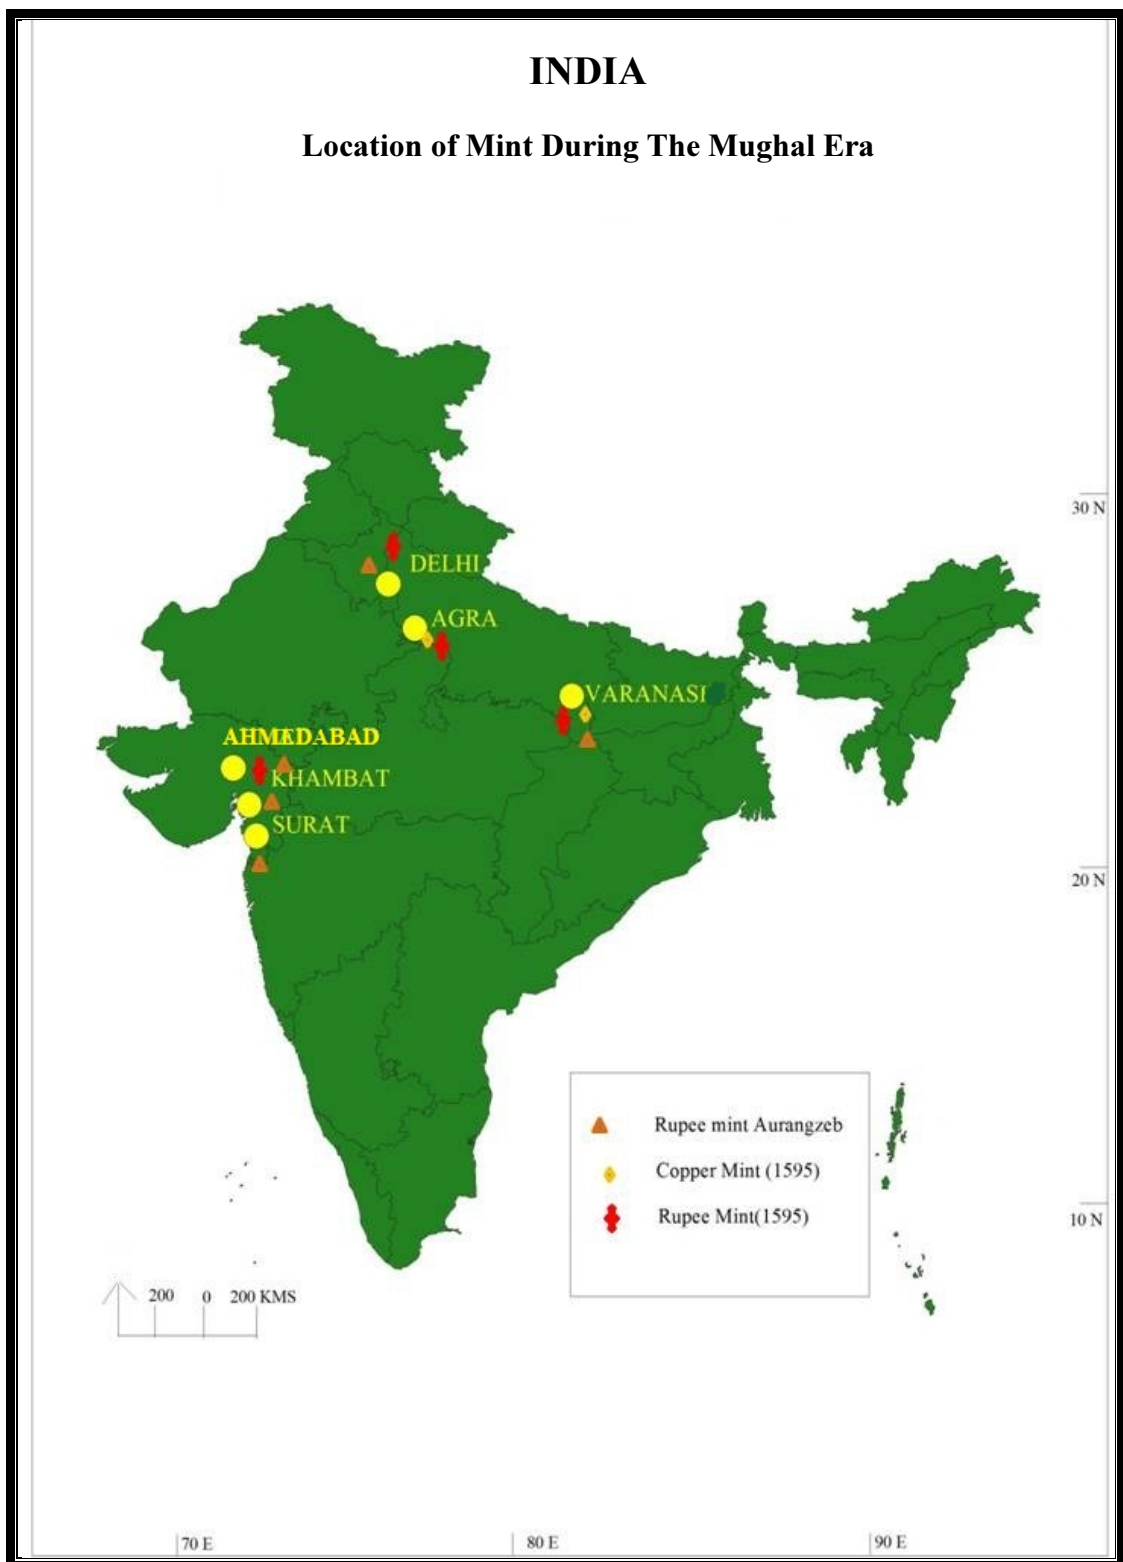 INDIA
Location of Mint During The Mughal Era
30 N
DELHI
AGRA
VARANASI
AHMEDABAD
KHAMBAT
SURAT
20 N
Rupee mint Aurangzeb
Copper Mint (1595)
Rupee Mint(1595)
10 N
200 0 200 KMS
70 E 80 E 90 E